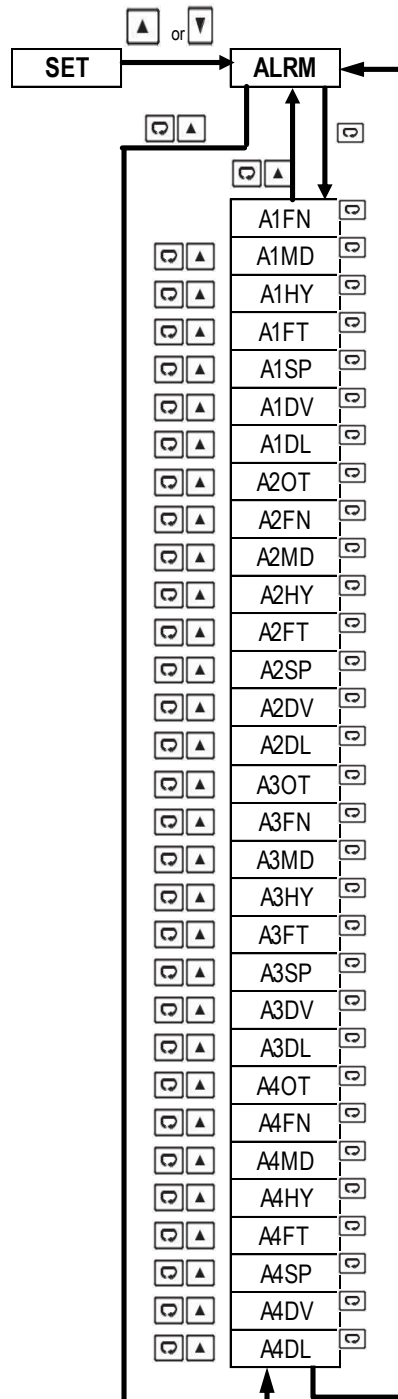 or
SET
ALRM
A1FN
A1MD
A1HY
A1FT
A1SP
A1DV
A1DL
A2OT
A2FN
A2MD
A2HY
A2FT
A2SP
A2DV
A2DL
A3OT
A3FN
A3MD
A3HY
A3FT
A3SP
A3DV
A3DL
A4OT
A4FN
A4MD
A4HY
A4FT
A4SP
A4DV
A4DL